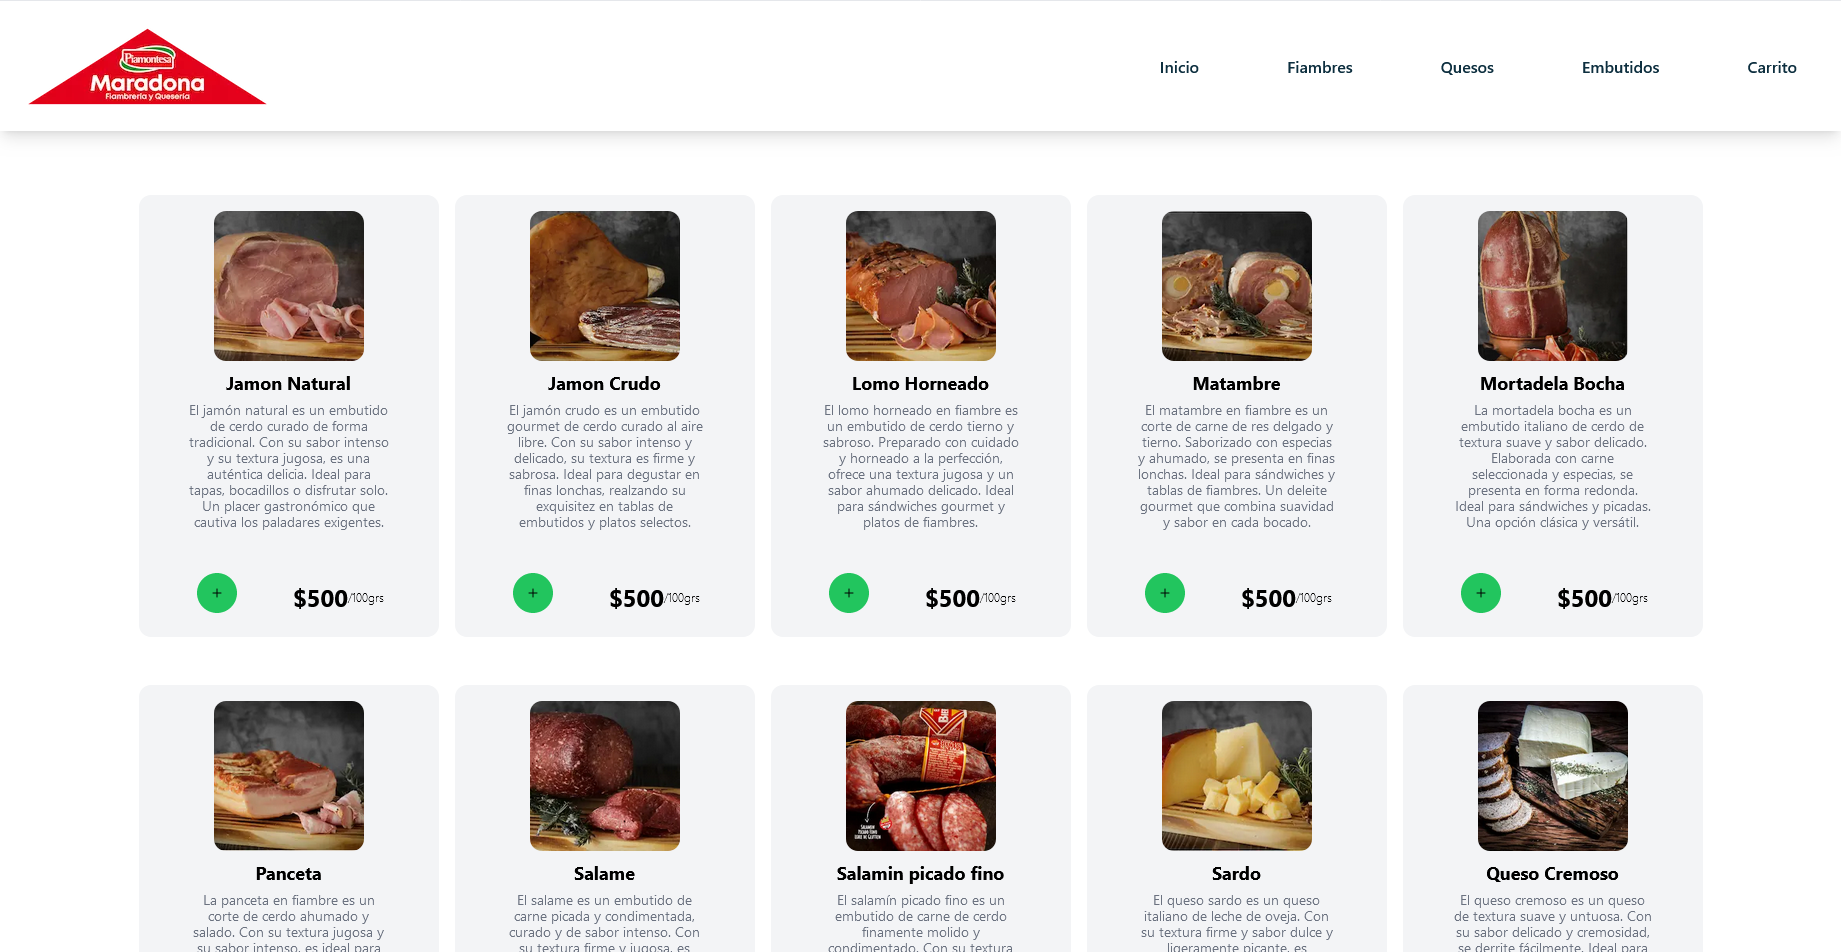 Piamontesa
Maradona
Fiambrería y Quesería
Inicio
Fiambres
Quesos
Embutidos
Carrito
Jamon Natural
El jamón natural es un embutido
de cerdo curado de forma
tradicional. Con su sabor intenso
y su textura jugosa, es una
auténtica delicia. Ideal para
tapas, bocadillos o disfrutar solo.
Un placer gastronómico que
cautiva los paladares exigentes.
+
$500/100grs
Jamon Crudo
El jamón crudo es un embutido
gourmet de cerdo curado al aire
libre. Con su sabor intenso y
delicado, su textura es firme y
sabrosa. Ideal para degustar en
finas lonchas, realzando su
exquisitez en tablas de
embutidos y platos selectos.
+
$500/100grs
Lomo Horneado
El lomo horneado en fiambre es
un embutido de cerdo tierno y
sabroso. Preparado con cuidado
y horneado a la perfección,
ofrece una textura jugosa y un
sabor ahumado delicado. Ideal
para sándwiches gourmet y
platos de fiambres.
+
$500/100grs
Matambre
El matambre en fiambre es un
corte de carne de res delgado y
tierno. Saborizado con especias
y ahumado, se presenta en finas
lonchas. Ideal para sándwiches y
tablas de fiambres. Un deleite
gourmet que combina suavidad
y sabor en cada bocado.
+
$500/100grs
Mortadela Bocha
La mortadela bocha es un
embutido italiano de cerdo de
textura suave y sabor delicado.
Elaborada con carne
seleccionada y especias, se
presenta en forma redonda.
Ideal para sándwiches y picadas.
Una opción clásica y versátil.
+
$500/100grs
Panceta
La panceta en fiambre es un
corte de cerdo ahumado y
salado. Con su textura jugosa y
su sabor intenso, es ideal para
Salame
El salame es un embutido de
carne picada y condimentada,
curado y de sabor intenso. Con
su textura firme y jugosa, es
SALAMIN
PICADO FINO
LIBRE DE GLUTEN
Salamin picado fino
El salamín picado fino es un
embutido de carne de cerdo
finamente molido y
condimentado. Con su textura
Sardo
El queso sardo es un queso
italiano de leche de oveja. Con
su textura firme y sabor dulce y
ligeramente picante, es
Queso Cremoso
El queso cremoso es un queso
de textura suave y untuosa. Con
su sabor delicado y cremosidad,
se derrite fácilmente. Ideal para